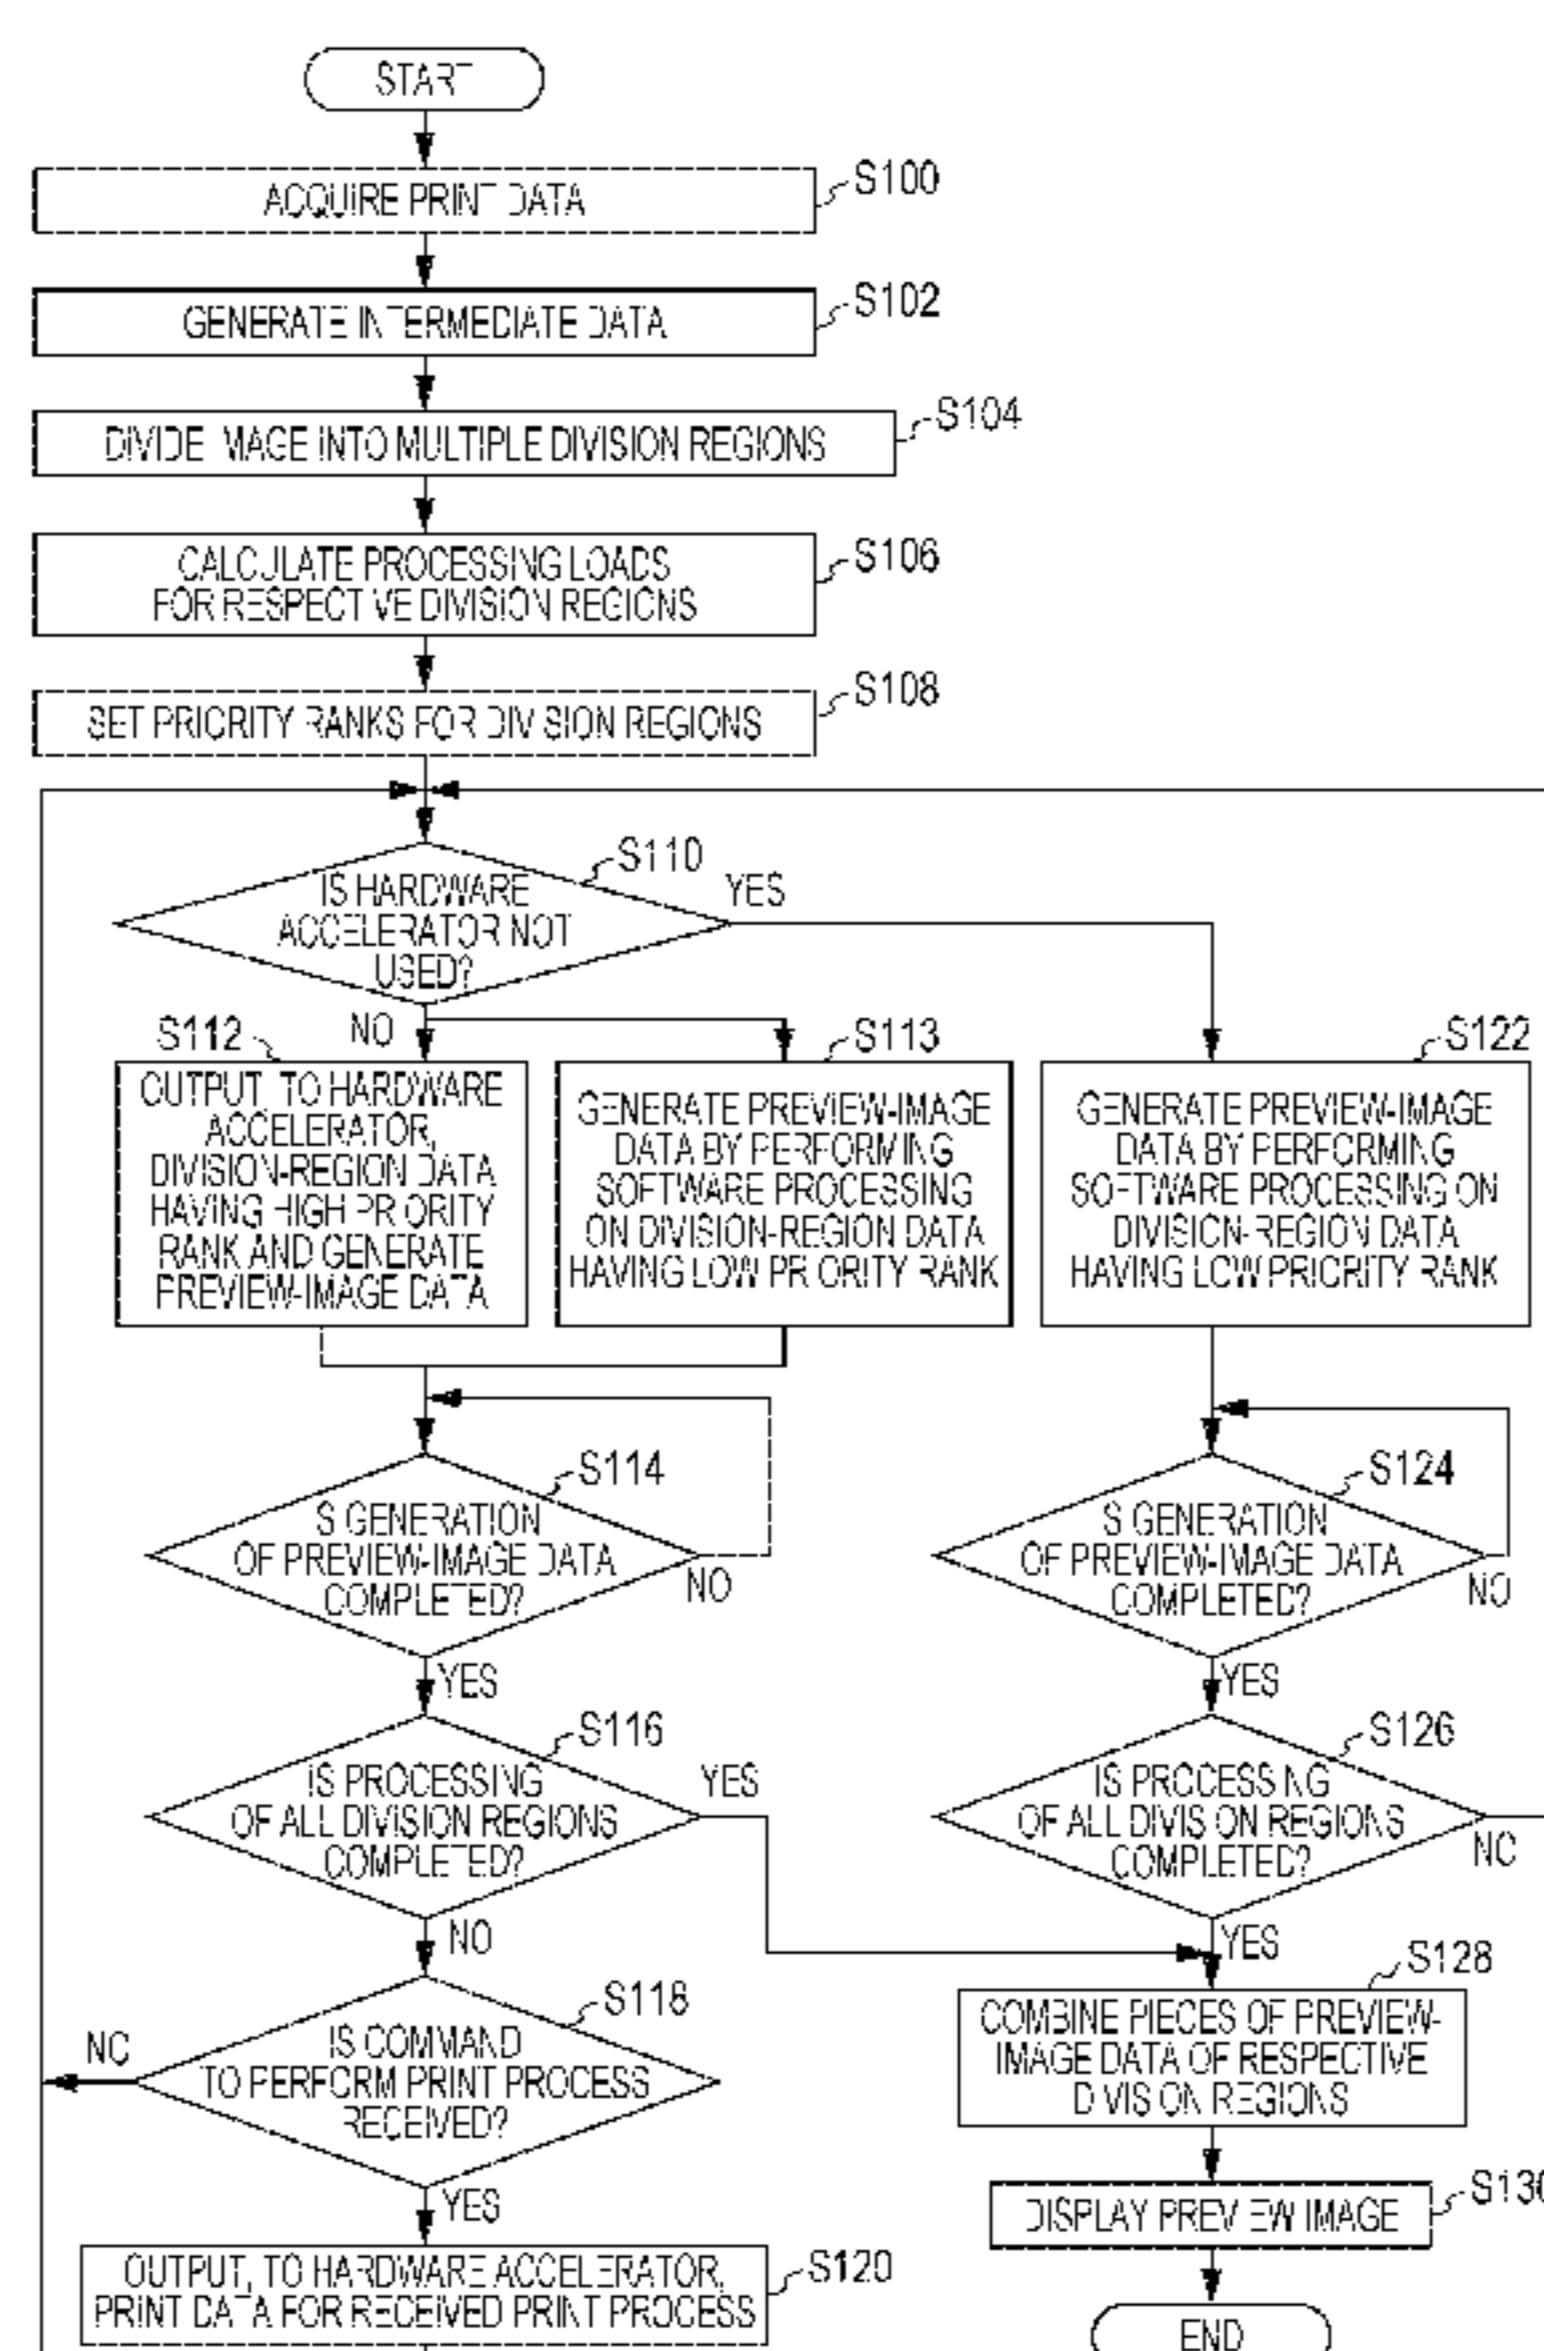 START
ACQUIRE PRINT DATA
S100
GENERATE INTERMEDIATE DATA
S102
DIVIDE IMAGE INTO MULTIPLE DIVISION REGIONS
S104
CALCULATE PROCESSING LOADS
FOR RESPECTIVE DIVISION REGIONS
S106
SET PRIORITY RANKS FOR DIVISION REGIONS
S108
S110
IS HARDWARE
ACCELERATOR NOT
USED?
YES
NO
S112
OUTPUT, TO HARDWARE
ACCELERATOR,
DIVISION-REGION DATA
HAVING HIGH PRIORITY
RANK AND GENERATE
PREVIEW-IMAGE DATA
S113
GENERATE PREVIEW-IMAGE
DATA BY PERFORMING
SOFTWARE PROCESSING
ON DIVISION-REGION DATA
HAVING LOW PRIORITY RANK
S122
GENERATE PREVIEW-IMAGE
DATA BY PERFORMING
SOFTWARE PROCESSING ON
DIVISION-REGION DATA
HAVING LOW PRIORITY RANK
S114
IS GENERATION
OF PREVIEW-IMAGE DATA
COMPLETED?
NO
YES
S124
IS GENERATION
OF PREVIEW-IMAGE DATA
COMPLETED?
NO
YES
S116
IS PROCESSING
OF ALL DIVISION REGIONS
COMPLETED?
YES
NO
S126
IS PROCESSING
OF ALL DIVISION REGIONS
COMPLETED?
NO
YES
S118
IS COMMAND
TO PERFORM PRINT PROCESS
RECEIVED?
NO
YES
S128
COMBINE PIECES OF PREVIEW-
IMAGE DATA OF RESPECTIVE
DIVISION REGIONS
DISPLAY PREVIEW IMAGE
S130
S120
OUTPUT, TO HARDWARE ACCELERATOR,
PRINT DATA FOR RECEIVED PRINT PROCESS
END